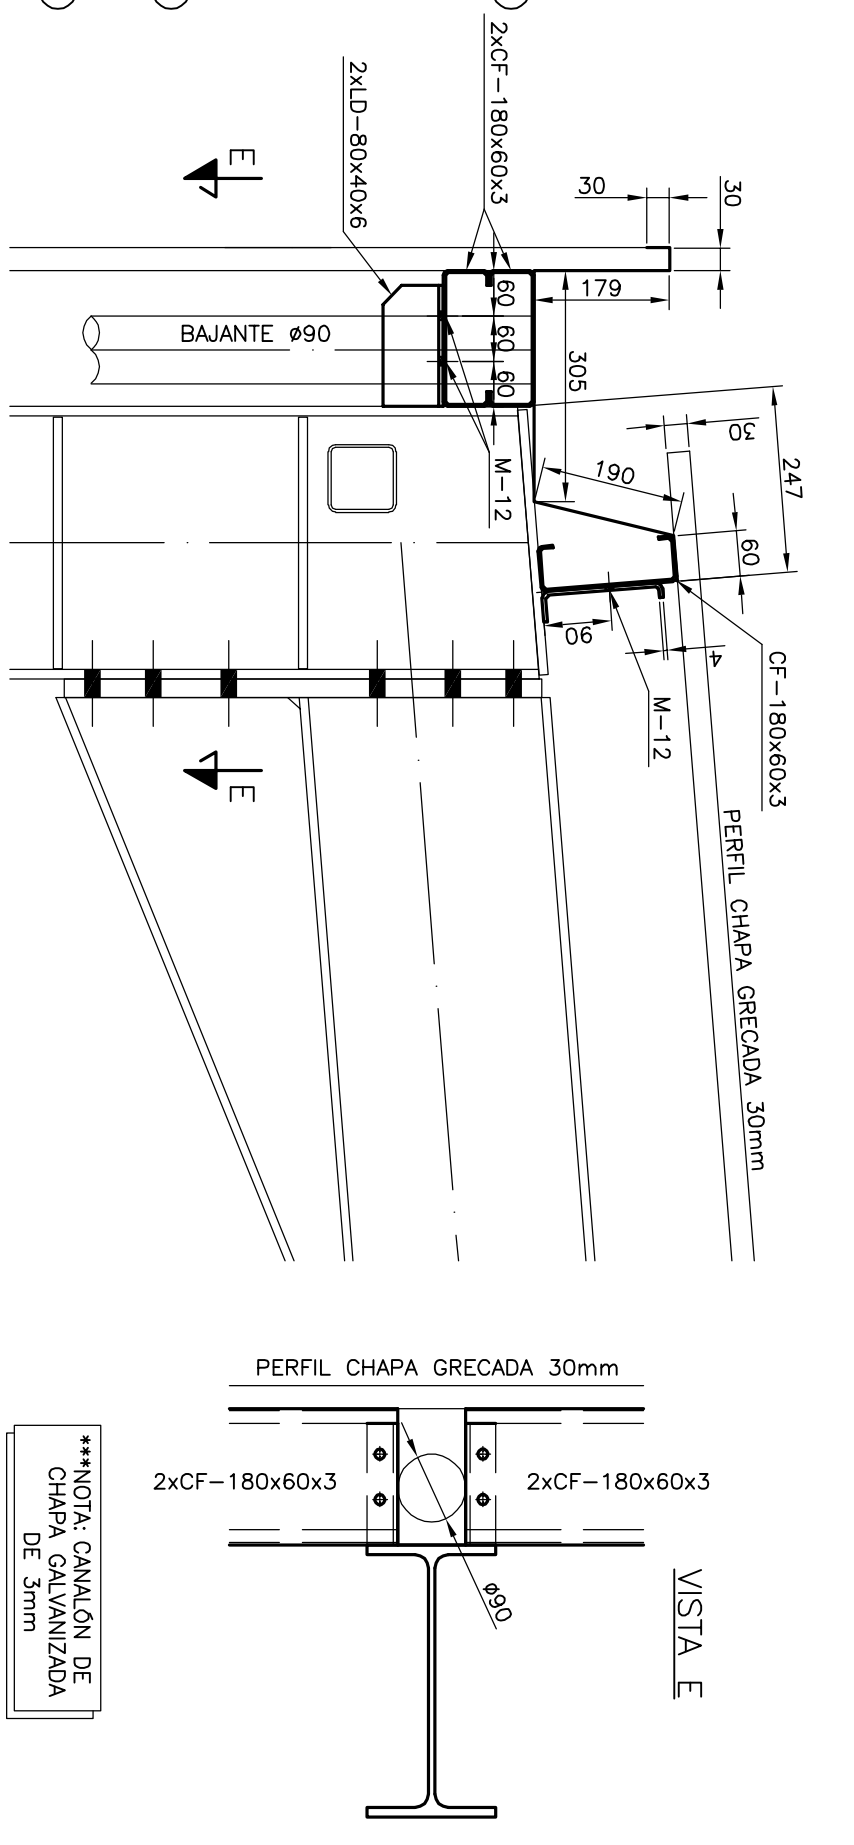 2xCF-180x60x3
2xLD-80x40x6
E
30
30
179
60
60
60
305
BAJANTE ø90
M-12
190
30
247
60
90
4
M-12
CF-180x60x3
E
PERFIL CHAPA GRECADA 30mm
PERFIL CHAPA GRECADA 30mm
2xCF-180x60x3
2xCF-180x60x3
ø90
VISTA E
***NOTA: CANALÓN DE
CHAPA GALVANIZADA
DE 3mm